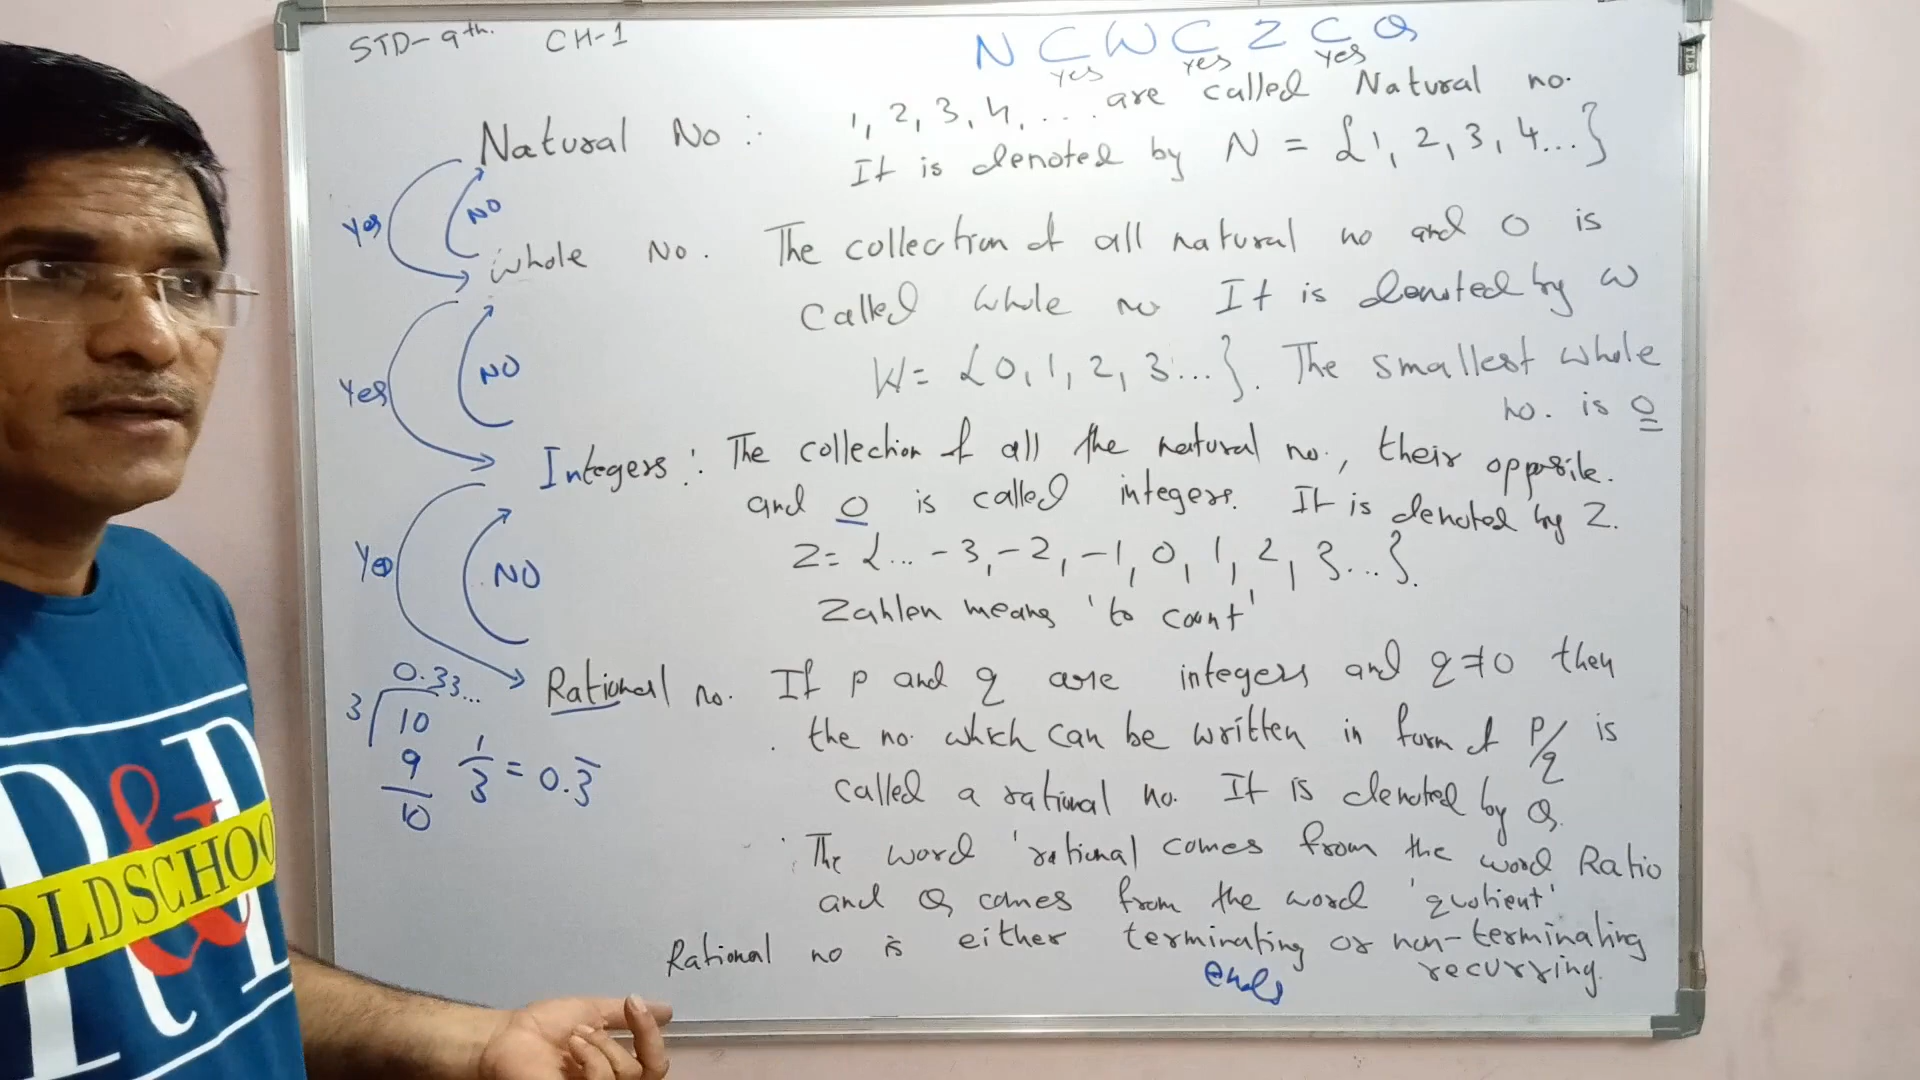 STD-9th. CH-1
N ⊂ W ⊂ Z ⊂ Q
Yes Yes Yes
Natural No : 1, 2, 3, 4, ... are called Natural no.
It is denoted by N = {1, 2, 3, 4...}
Yes NO
Whole No. The collection of all natural no and 0 is
called whole no It is denoted by W
W = {0, 1, 2, 3...}. The smallest whole
no. is 0
Yes NO
Integers : The collection of all the natural no., their opposite.
and 0 is called integers. It is denoted by Z.
Z = {... -3, -2, -1, 0, 1, 2, 3...}.
Yes NO
Zahlen means 'to count'
Rational no. If p and q are integers and q≠0 then
the no. which can be written in form of P/q is
called a rational no. It is denoted by Q.
0.33...
3 10
9
10
1/3 = 0.3̅
The word 'rational comes from the word Ratio
and Q comes from the word 'quotient'
Rational no is either terminating or non-terminating
ends recurring.
OLDSCHOO